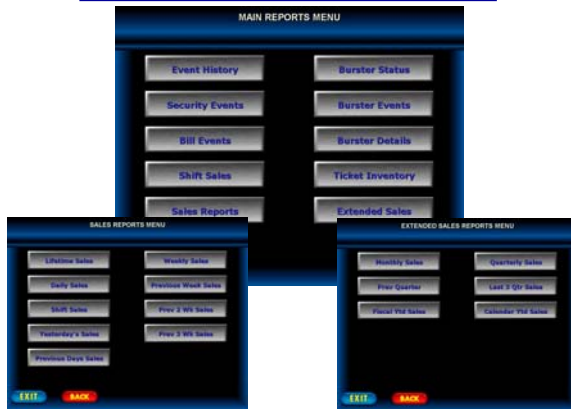 MAIN REPORTS MENU
Event History
Burster Status
Security Events
Burster Events
Bill Events
Burster Details
Shift Sales
Ticket Inventory
Sales Reports
Extended Sales
SALES REPORTS MENU
Lifetime Sales
Weekly Sales
Daily Sales
Previous Week Sales
Shift Sales
Prev 2 Wk Sales
Yesterday's Sales
Prev 3 Wk Sales
Previous Days Sales
EXIT
BACK
EXTENDED SALES REPORTS MENU
Monthly Sales
Quarterly Sales
Prev Quarter
Last 3 Qtr Sales
Fiscal Ytd Sales
Calendar Ytd Sales
EXIT
BACK